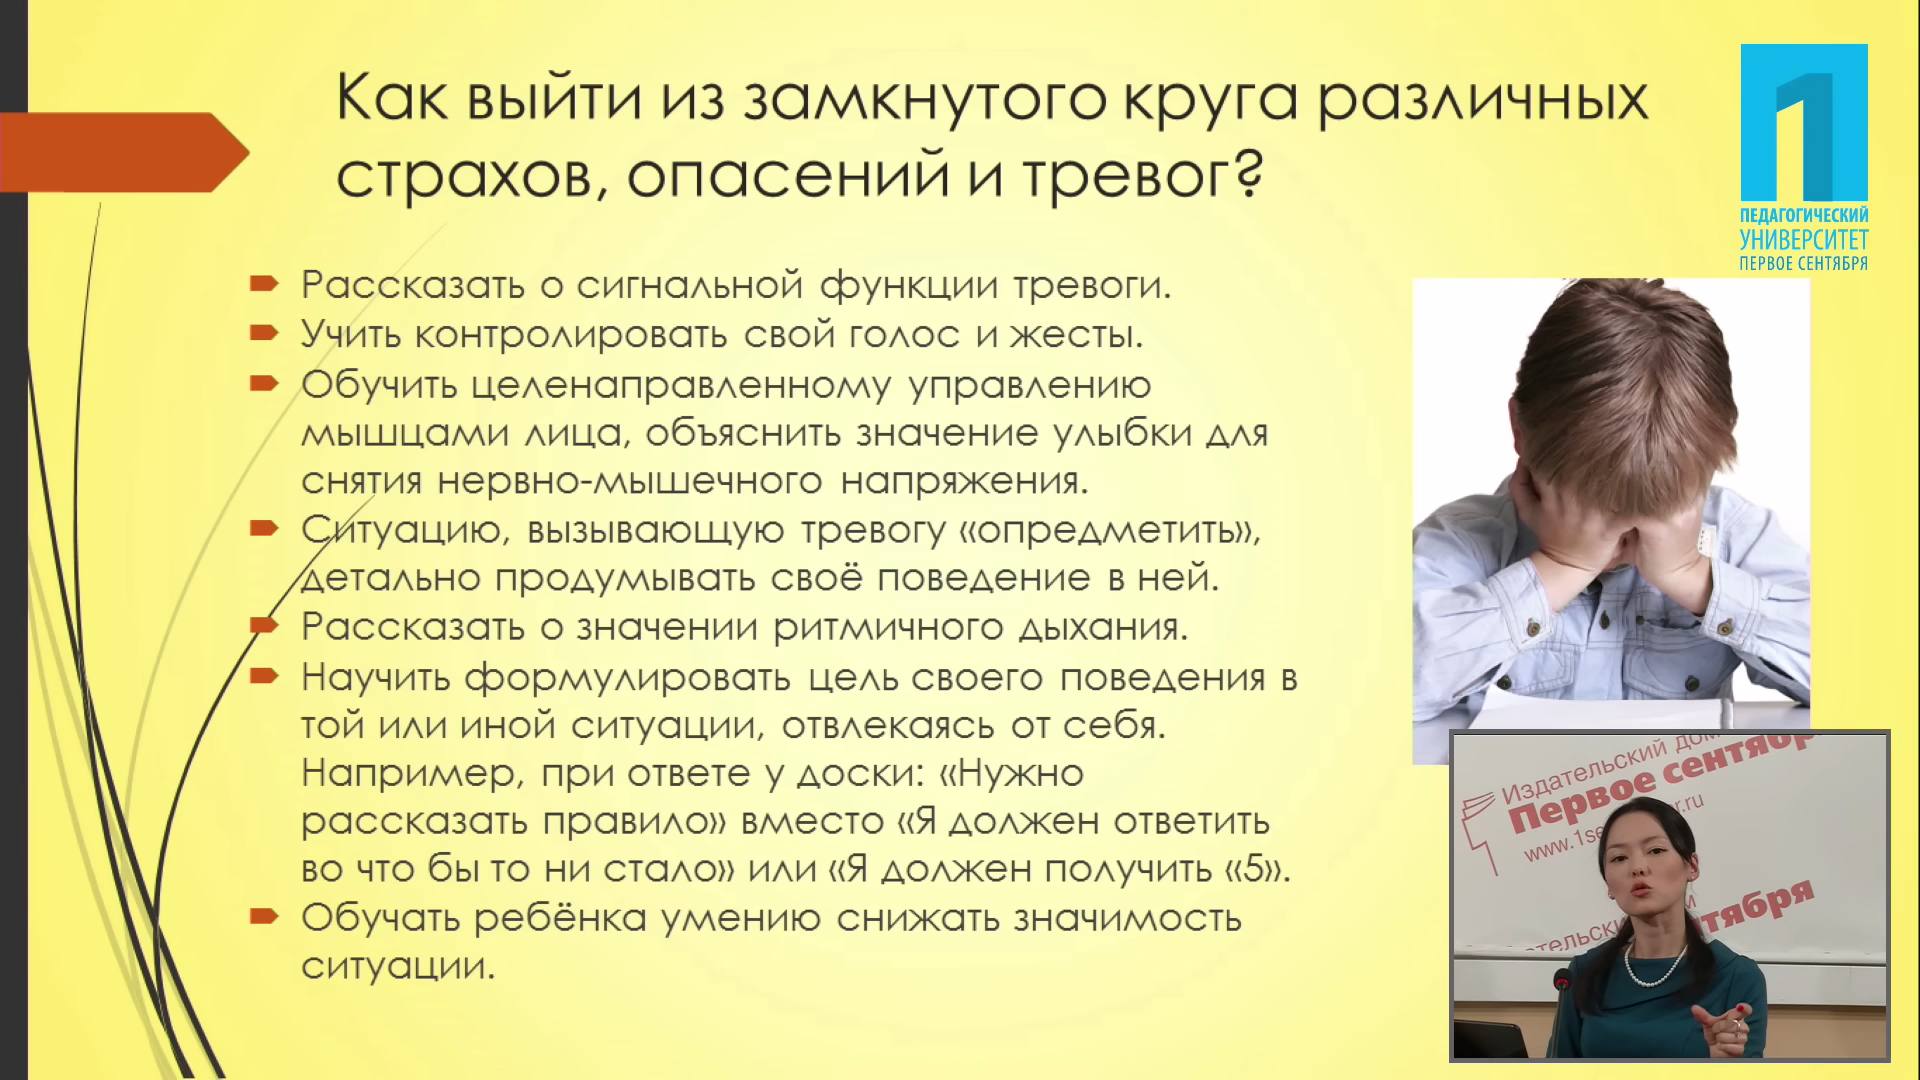 Как выйти из замкнутого круга различных
страхов, опасений и тревог?
ПЕДАГОГИЧЕСКИЙ
УНИВЕРСИТЕТ
ПЕРВОЕ СЕНТЯБРЯ
Рассказать о сигнальной функции тревоги.
Учить контролировать свой голос и жесты.
Обучить целенаправленному управлению
мышцами лица, объяснить значение улыбки для
снятия нервно-мышечного напряжения.
Ситуацию, вызывающую тревогу «опредметить»,
детально продумывать своё поведение в ней.
Рассказать о значении ритмичного дыхания.
Научить формулировать цель своего поведения в
той или иной ситуации, отвлекаясь от себя.
Например, при ответе у доски: «Нужно
рассказать правило» вместо «Я должен ответить
во что бы то ни стало» или «Я должен получить «5».
Обучать ребёнка умению снижать значимость
ситуации.
Издательский дом
Первое сентября